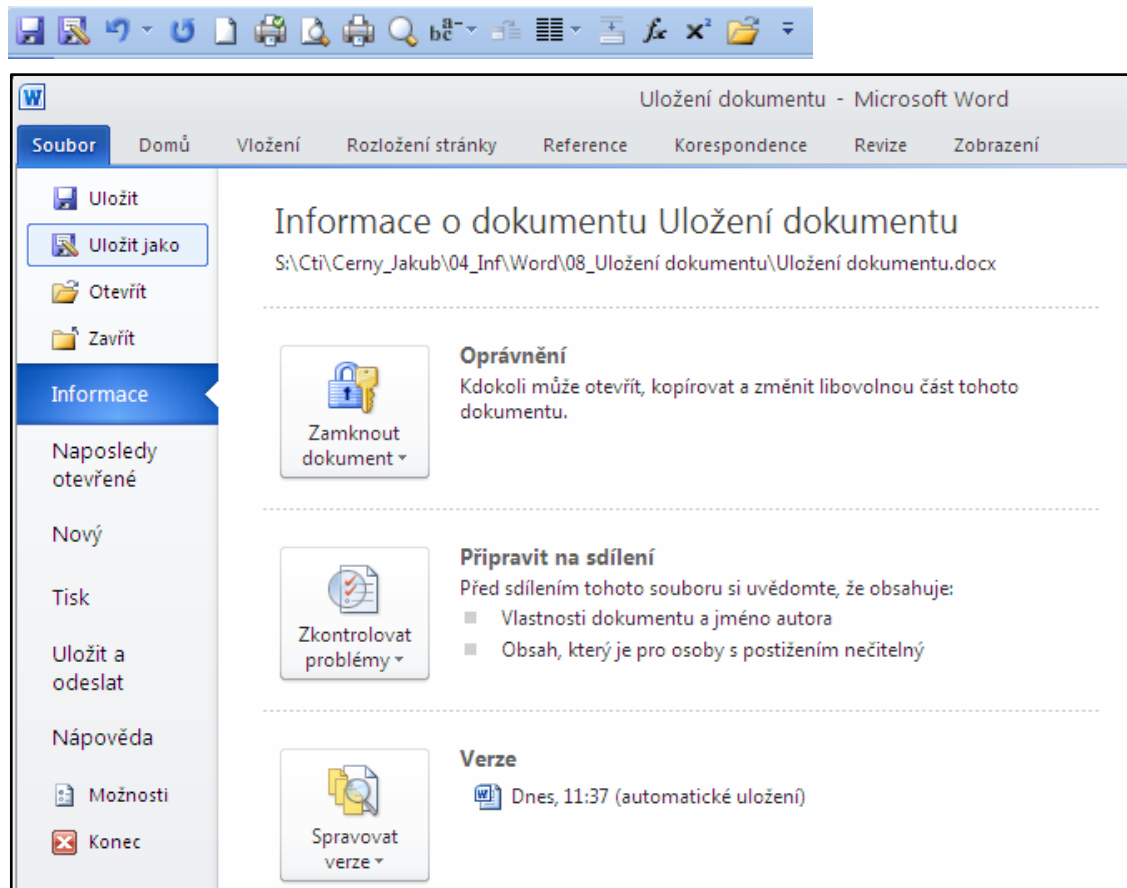 Uložení dokumentu - Microsoft Word
Soubor Domů Vložení Rozložení stránky Reference Korespondence Revize Zobrazení
Uložit
Uložit jako
Otevřít
Zavřít
Informace
Naposledy
otevřené
Nový
Tisk
Uložit a
odeslat
Nápověda
Možnosti
Konec
Informace o dokumentu Uložení dokumentu
S:\Cti\Cerny_Jakub\04_Inf\Word\08_Uložení dokumentu\Uložení dokumentu.docx
Zamknout
dokument
Oprávnění
Kdokoli může otevřít, kopírovat a změnit libovolnou část tohoto
dokumentu.
Zkontrolovat
problémy
Připravit na sdílení
Před sdílením tohoto souboru si uvědomte, že obsahuje:
Vlastnosti dokumentu a jméno autora
Obsah, který je pro osoby s postižením nečitelný
Spravovat
verze
Verze
Dnes, 11:37 (automatické uložení)